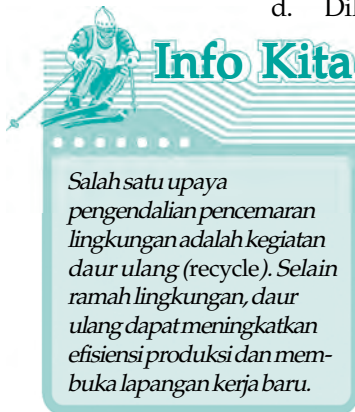 d. Dil
Info Kita
Salah satu upaya
pengendalian pencemaran
lingkungan adalah kegiatan
daur ulang (recycle). Selain
ramah lingkungan, daur
ulang dapat meningkatkan
efisiensi produksi dan mem-
buka lapangan kerja baru.